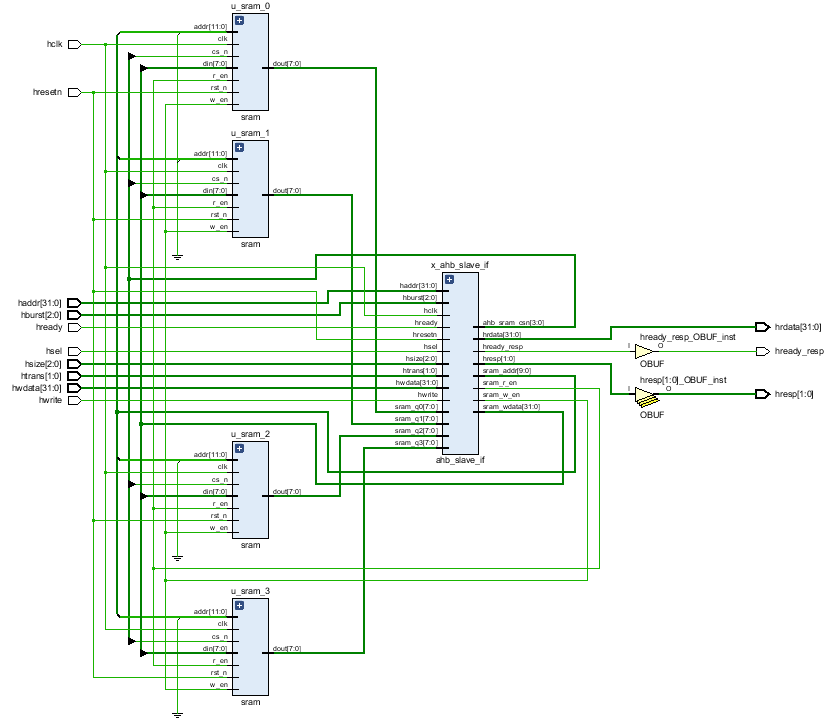 u_sram_0
addr[11:0]
clk
cs_n
din[7:0]
r_en
rst_n
w_en
dout[7:0]
sram
hclk
hresetn
u_sram_1
addr[11:0]
clk
cs_n
din[7:0]
r_en
rst_n
w_en
dout[7:0]
sram
haddr[31:0]
hburst[2:0]
hready
hsel
hsize[2:0]
htrans[1:0]
hwdata[31:0]
hwrite
x_ahb_slave_if
haddr[31:0]
hburst[2:0]
hclk
hready
hresetn
hsel
hsize[2:0]
htrans[1:0]
hwdata[31:0]
hwrite
sram_q0[7:0]
sram_q1[7:0]
sram_q2[7:0]
sram_q3[7:0]
ahb_sram_csn[3:0]
hrdata[31:0]
hready_resp
hresp[1:0]
sram_addr[9:0]
sram_r_en
sram_w_en
sram_wdata[31:0]
ahb_slave_if
hready_resp_OBUF_inst
I
O
OBUF
hresp[1:0]_OBUF_inst
I
O
OBUF
hrdata[31:0]
hready_resp
hresp[1:0]
u_sram_2
addr[11:0]
clk
cs_n
din[7:0]
r_en
rst_n
w_en
dout[7:0]
sram
u_sram_3
addr[11:0]
clk
cs_n
din[7:0]
r_en
rst_n
w_en
dout[7:0]
sram